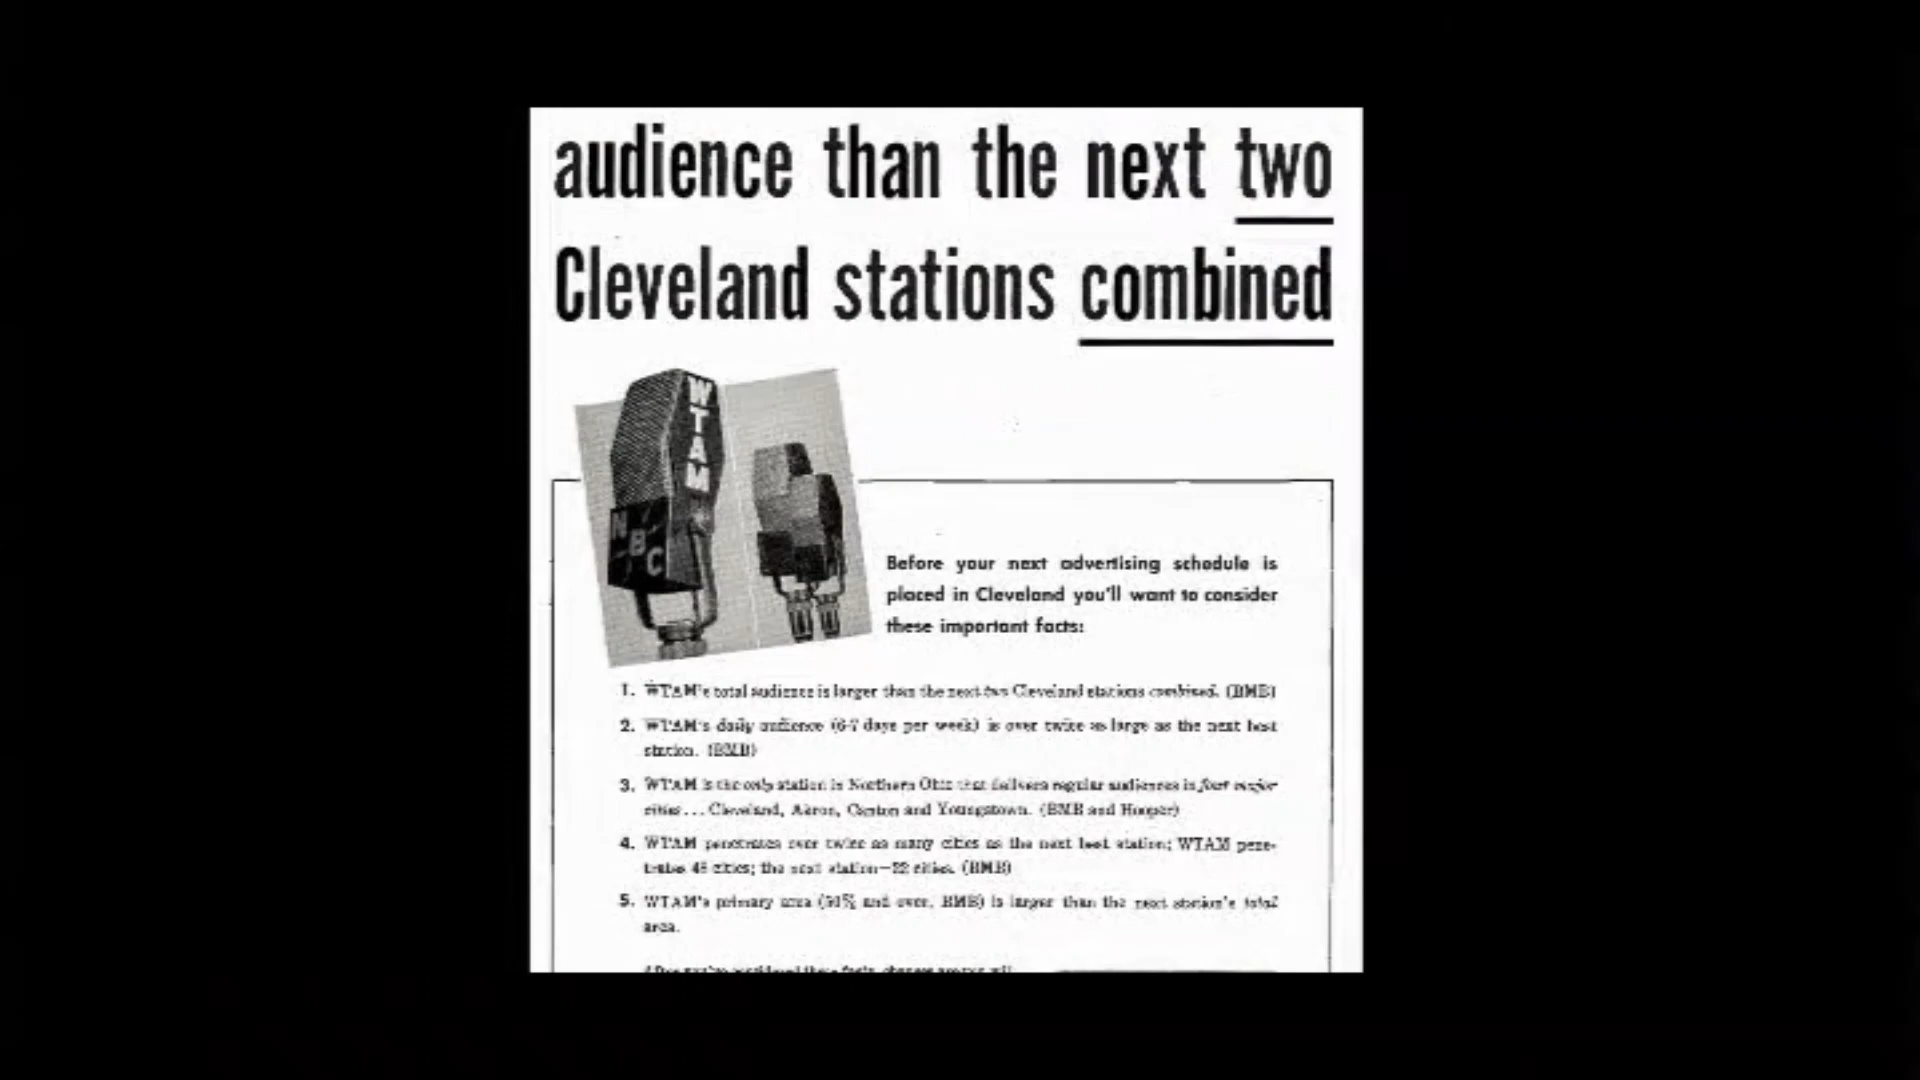 audience than the next two
Cleveland stations combined
WTAM
NBC
Before your next advertising schedule is
placed in Cleveland you'll want to consider
these important facts:
1. WTAM's total audience is larger than the next two Cleveland stations combined. (BMB)
2. WTAM's daily audience (6-7 days per week) is over twice as large as the next best
station. (BMB)
3. WTAM is the only station in Northern Ohio that delivers regular audiences in four major
cities... Cleveland, Akron, Canton and Youngstown. (BMB and Hooper)
4. WTAM penetrates over twice as many cities as the next best station; WTAM pene-
trates cities; the next station—22 cities. (BMB)
5. WTAM's primary area (50% and over, BMB) is larger than the next station's total
area.